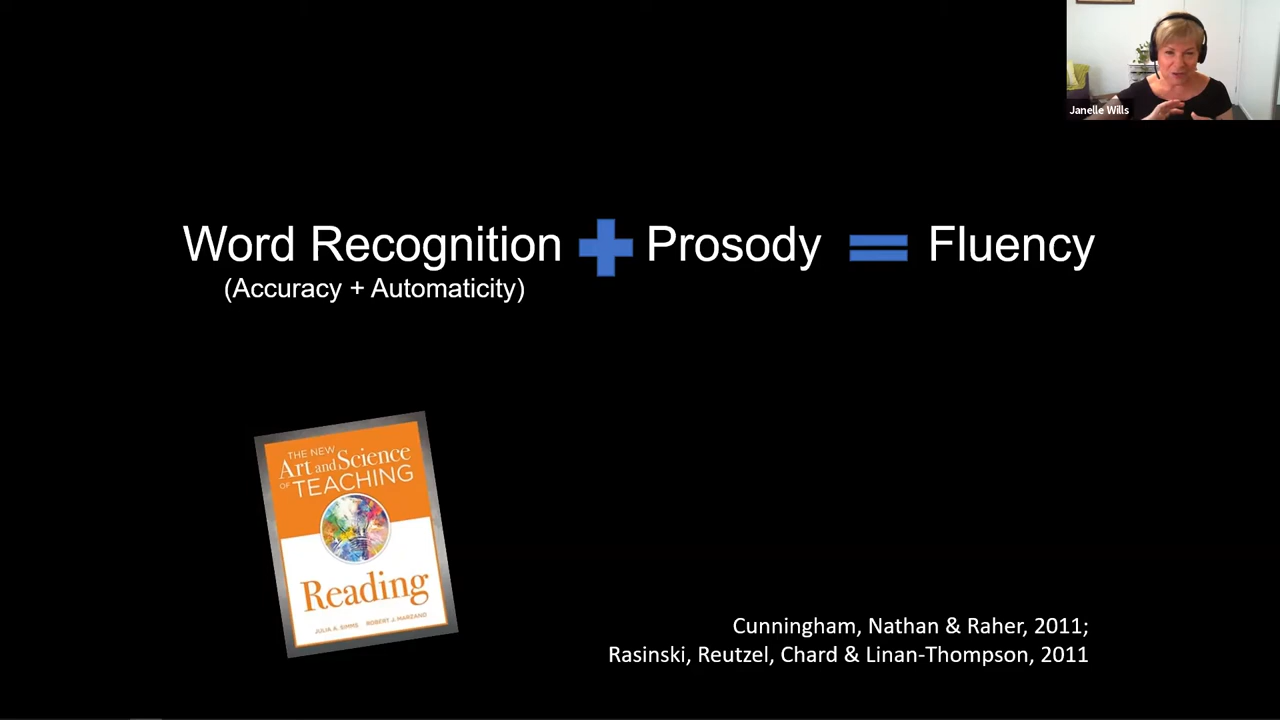 Janelle Wills
Word Recognition + Prosody = Fluency
(Accuracy + Automaticity)
THE NEW
Art and Science
OF TEACHING
Reading
JULIA A. SIMMS ROBERT J. MARZANO
Cunningham, Nathan & Raher, 2011;
Rasinski, Reutzel, Chard & Linan-Thompson, 2011